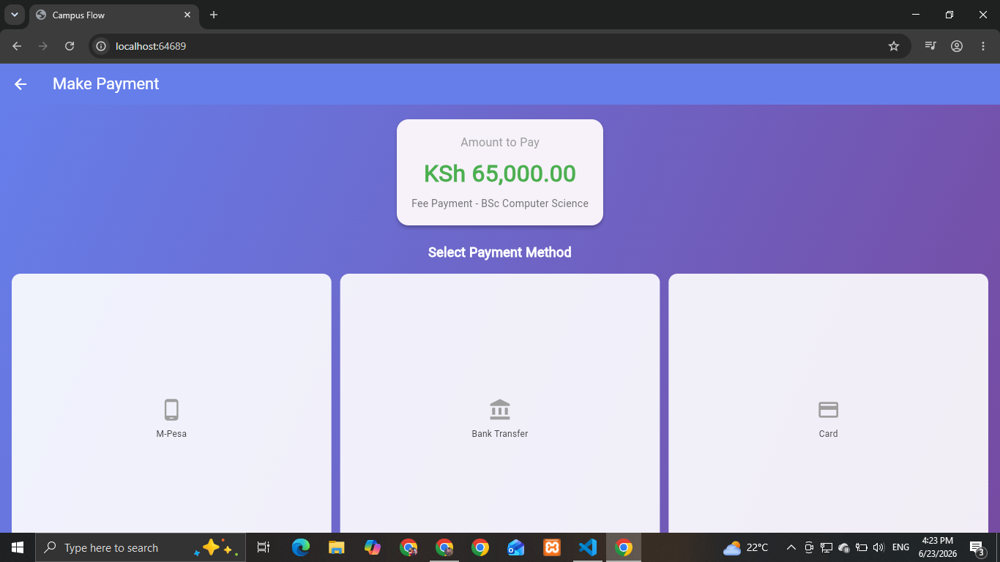 Campus Flow
localhost:64689
Make Payment
Amount to Pay
KSh 65,000.00
Fee Payment - BSc Computer Science
Select Payment Method
M-Pesa
Bank Transfer
Card
Type here to search
22°C
ENG
4:23 PM
6/23/2026
3